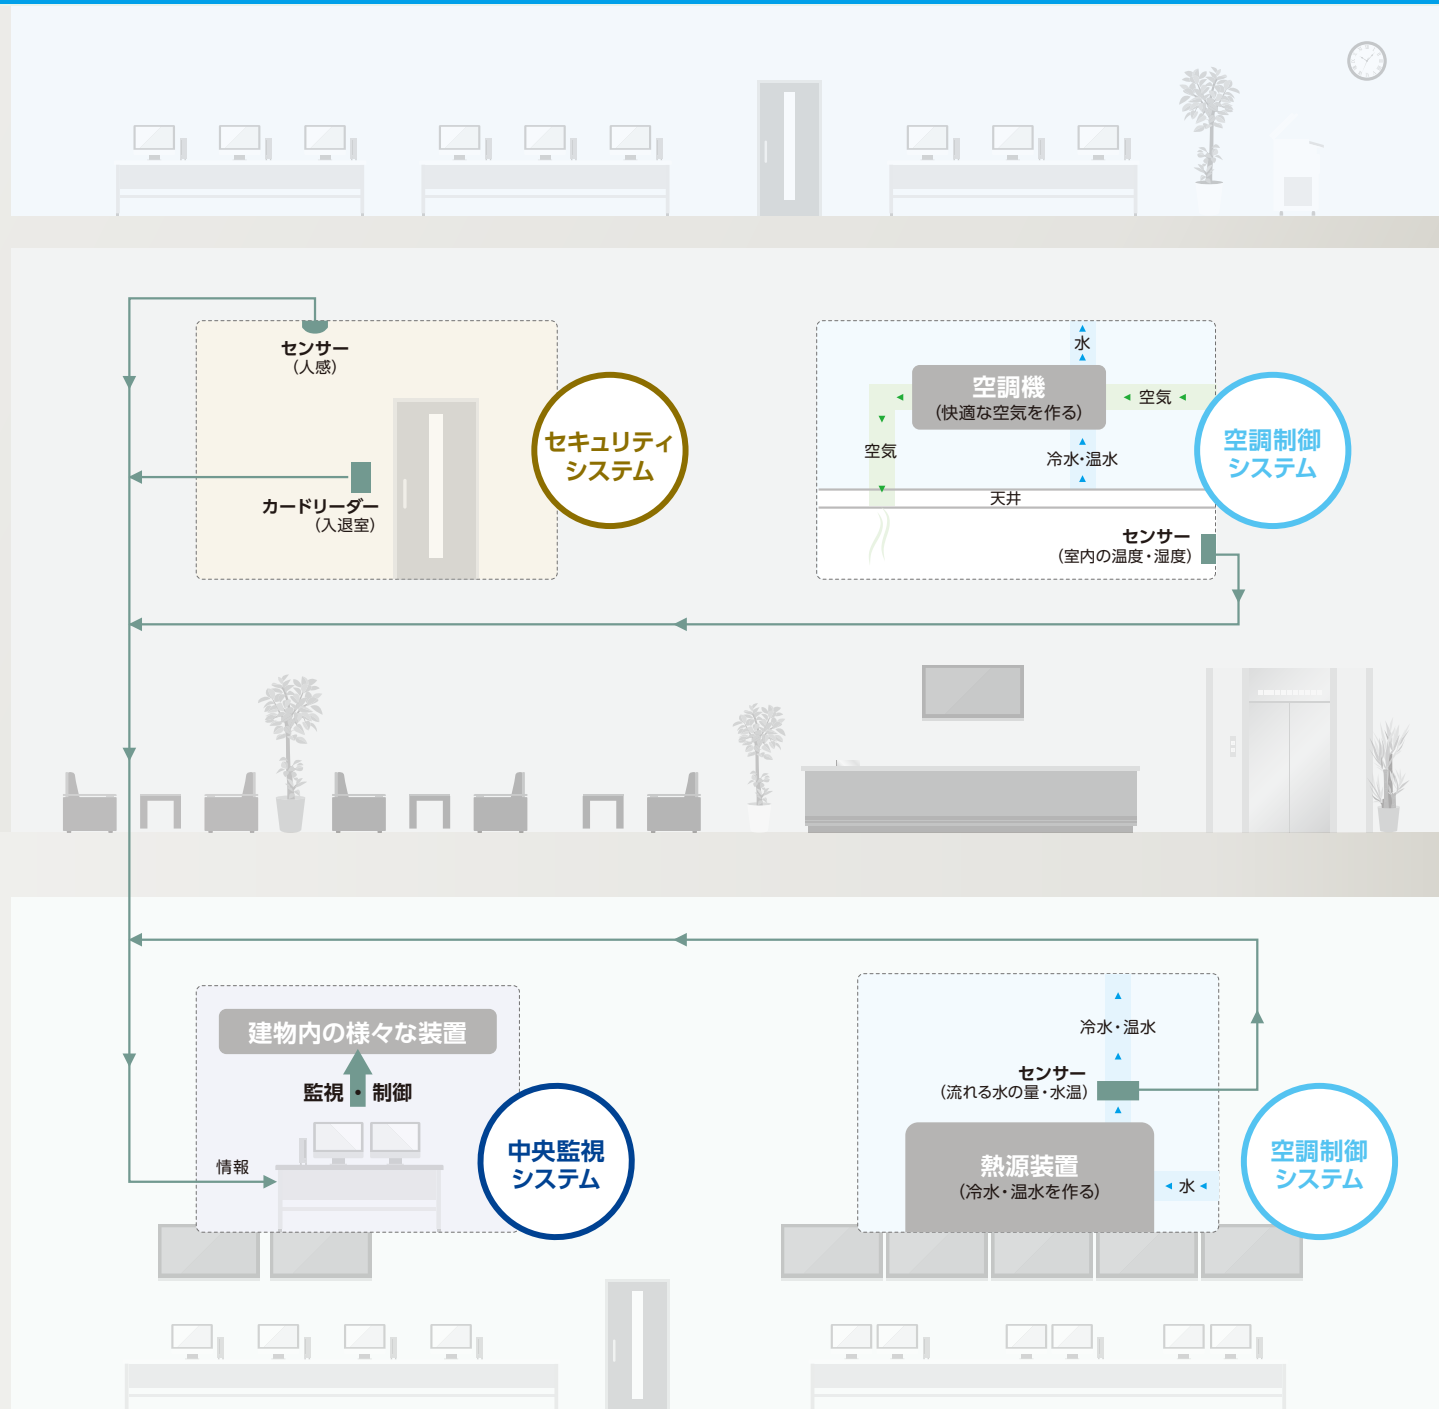 センサー
（人感）
カードリーダー
（入退室）
セキュリティ
システム
水
空調機
（快適な空気を作る）
空気
空気
冷水・温水
天井
センサー
（室内の温度・湿度）
空調制御
システム
建物内の様々な装置
監視・制御
情報
中央監視
システム
冷水・温水
センサー
（流れる水の量・水温）
熱源装置
（冷水・温水を作る）
水
空調制御
システム